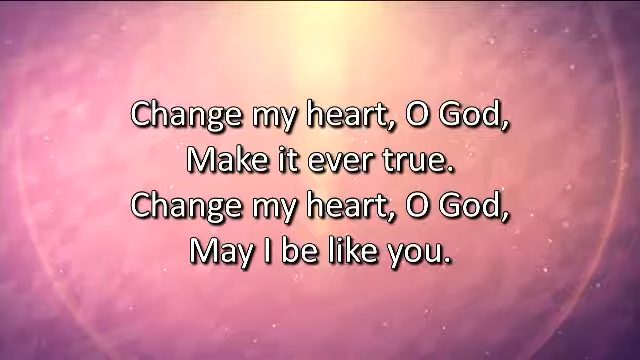 Change my heart, O God,
Make it ever true.
Change my heart, O God,
May I be like you.